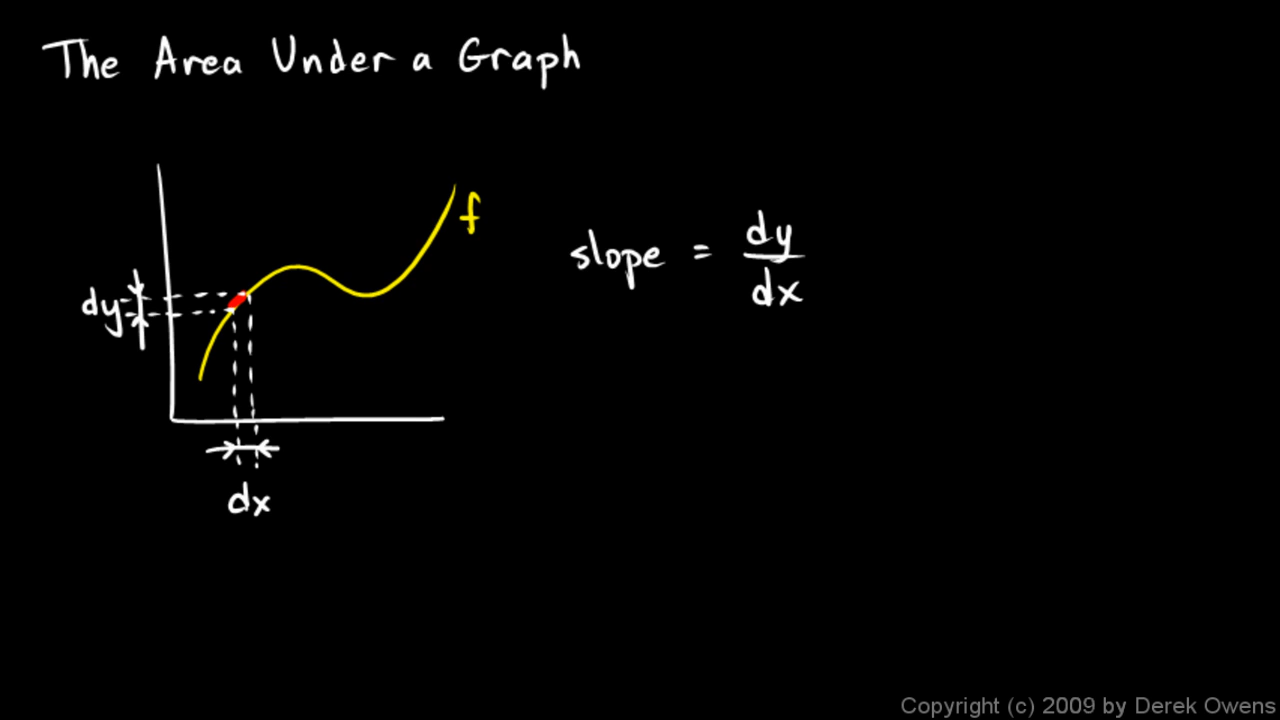 The Area Under a Graph
f
slope = dy/dx
dy
dx
Copyright (c) 2009 by Derek Owens